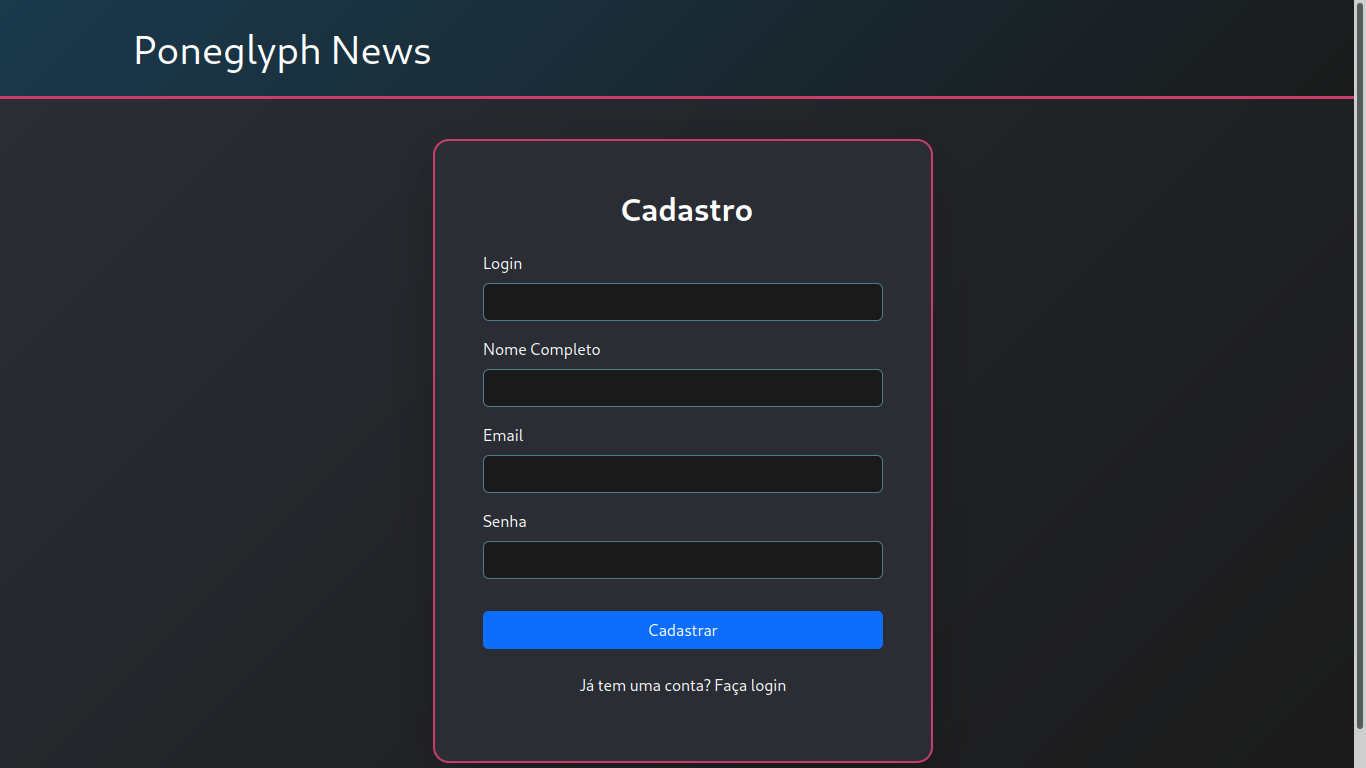 Poneglyph News
Cadastro
Login
Nome Completo
Email
Senha
Cadastrar
Já tem uma conta? Faça login